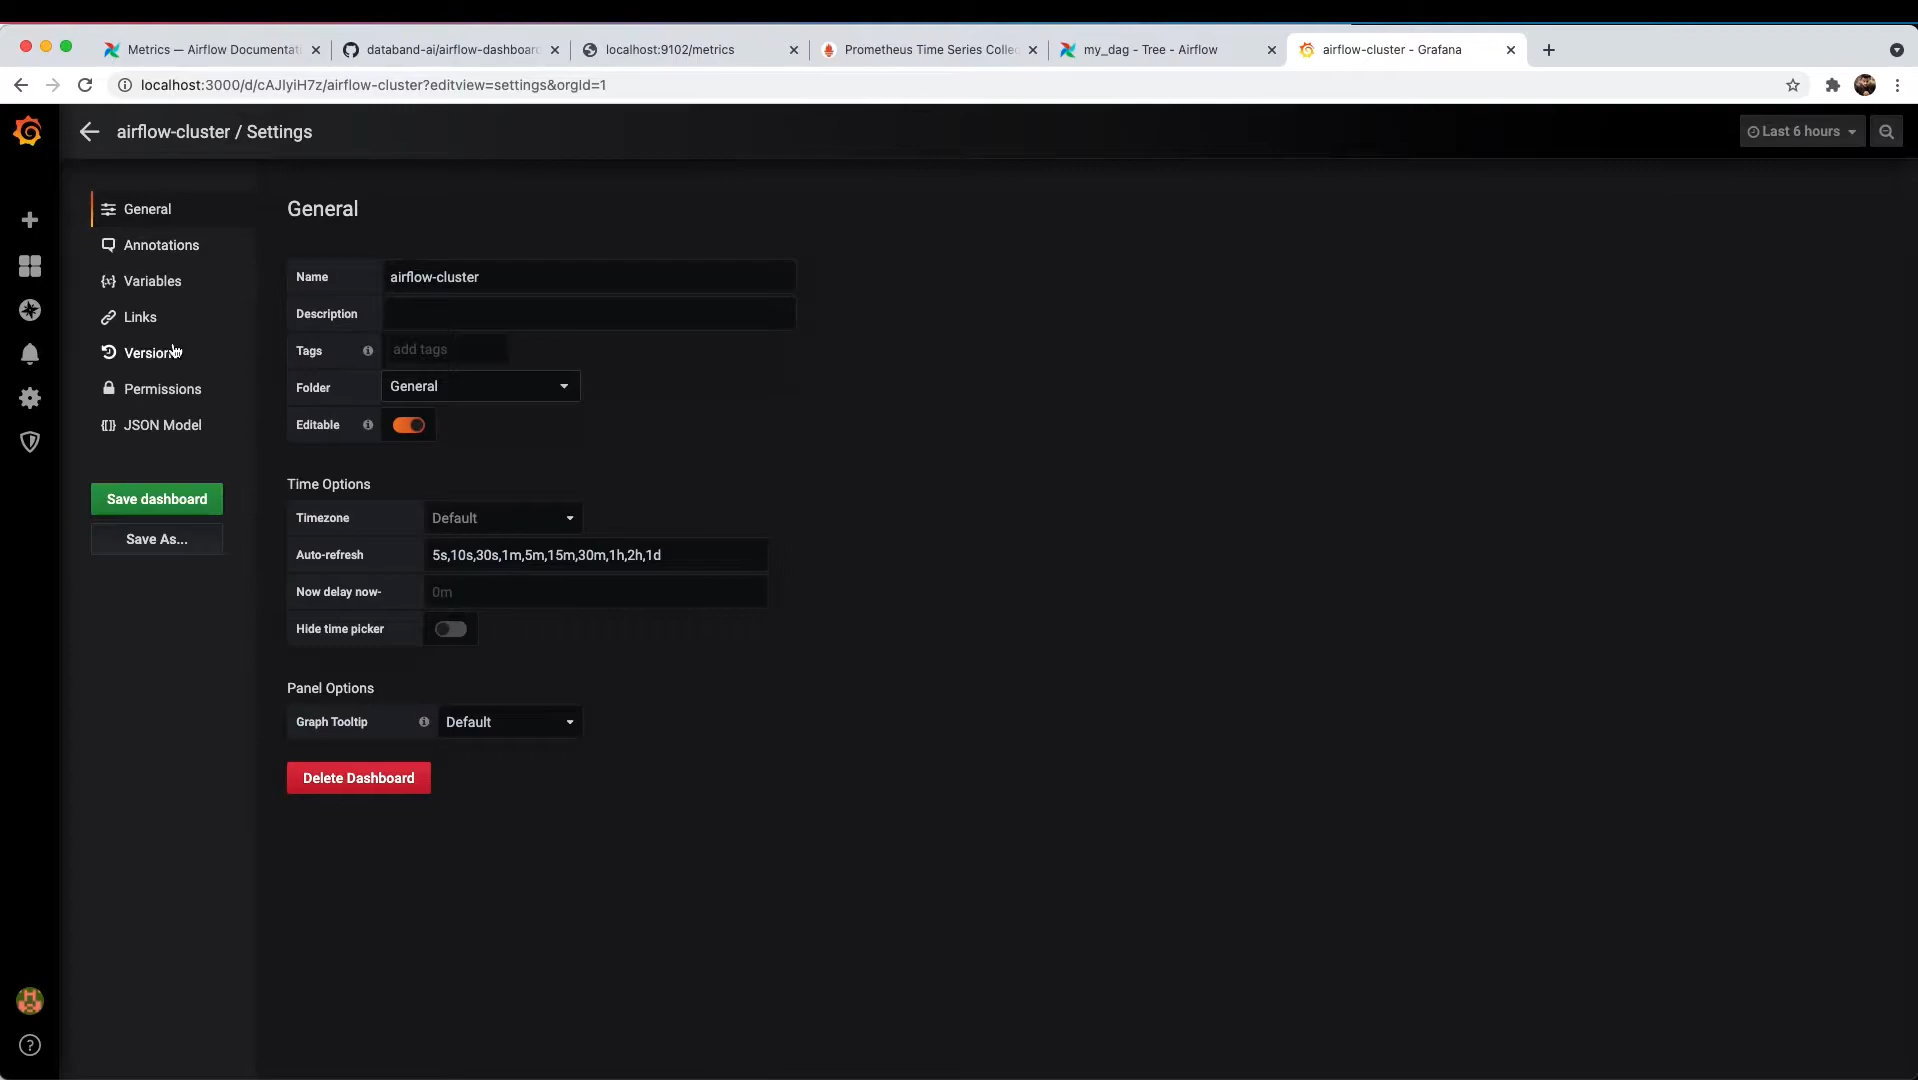 Metrics — Airflow Documentati
databand-ai/airflow-dashboard
localhost:9102/metrics
Prometheus Time Series Collec
my_dag - Tree - Airflow
airflow-cluster - Grafana
localhost:3000/d/cAJIyiH7z/airflow-cluster?editview=settings&orgId=1
airflow-cluster / Settings
Last 6 hours
General
Annotations
Variables
Links
Versions
Permissions
JSON Model
Save dashboard
Save As...
General
Name airflow-cluster
Description
Tags add tags
Folder General
Editable
Time Options
Timezone Default
Auto-refresh 5s,10s,30s,1m,5m,15m,30m,1h,2h,1d
Now delay now- 0m
Hide time picker
Panel Options
Graph Tooltip Default
Delete Dashboard